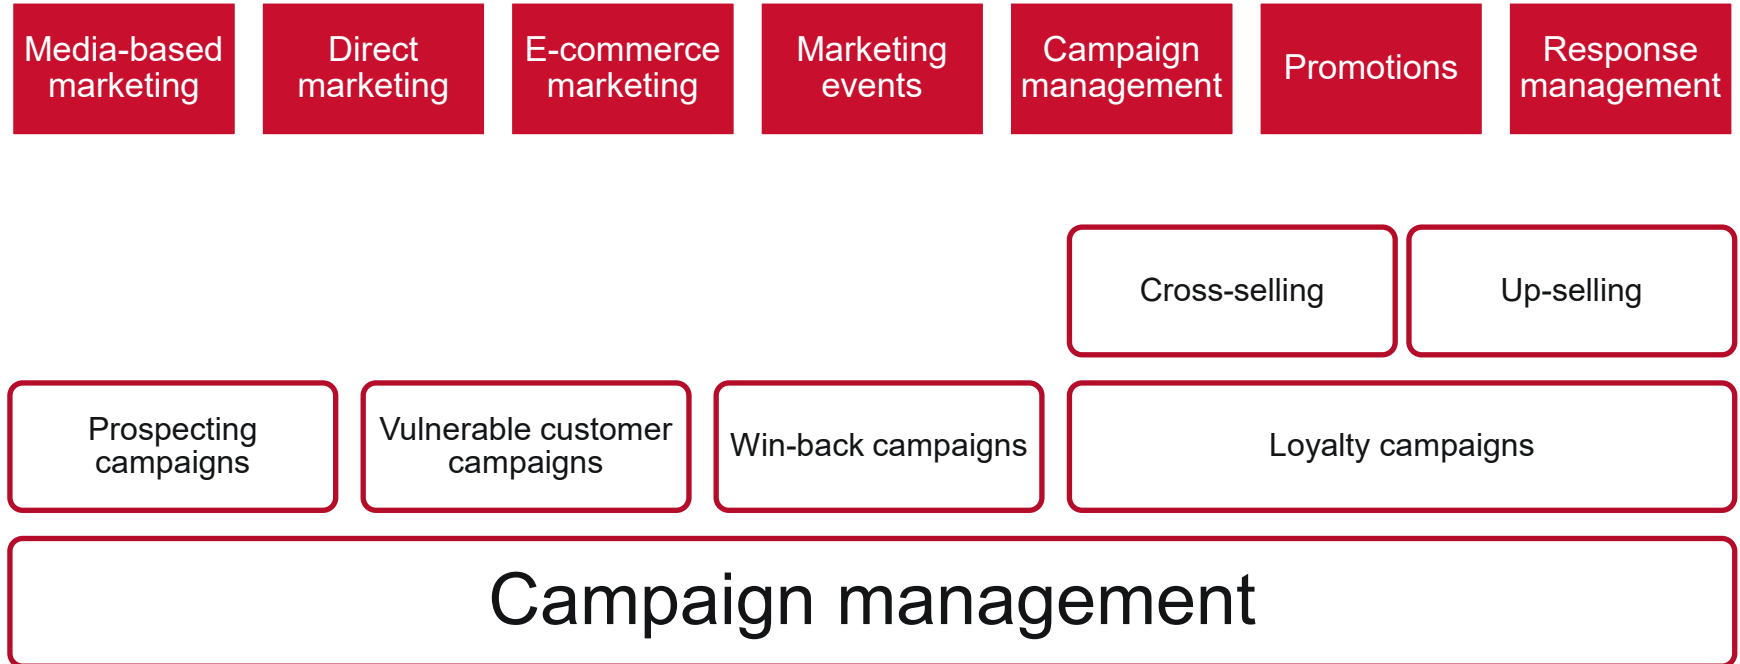 Media-based
marketing
Direct
marketing
E-commerce
marketing
Marketing
events
Campaign
management
Promotions
Response
management
Cross-selling
Up-selling
Prospecting
campaigns
Vulnerable customer
campaigns
Win-back campaigns
Loyalty campaigns
Campaign management